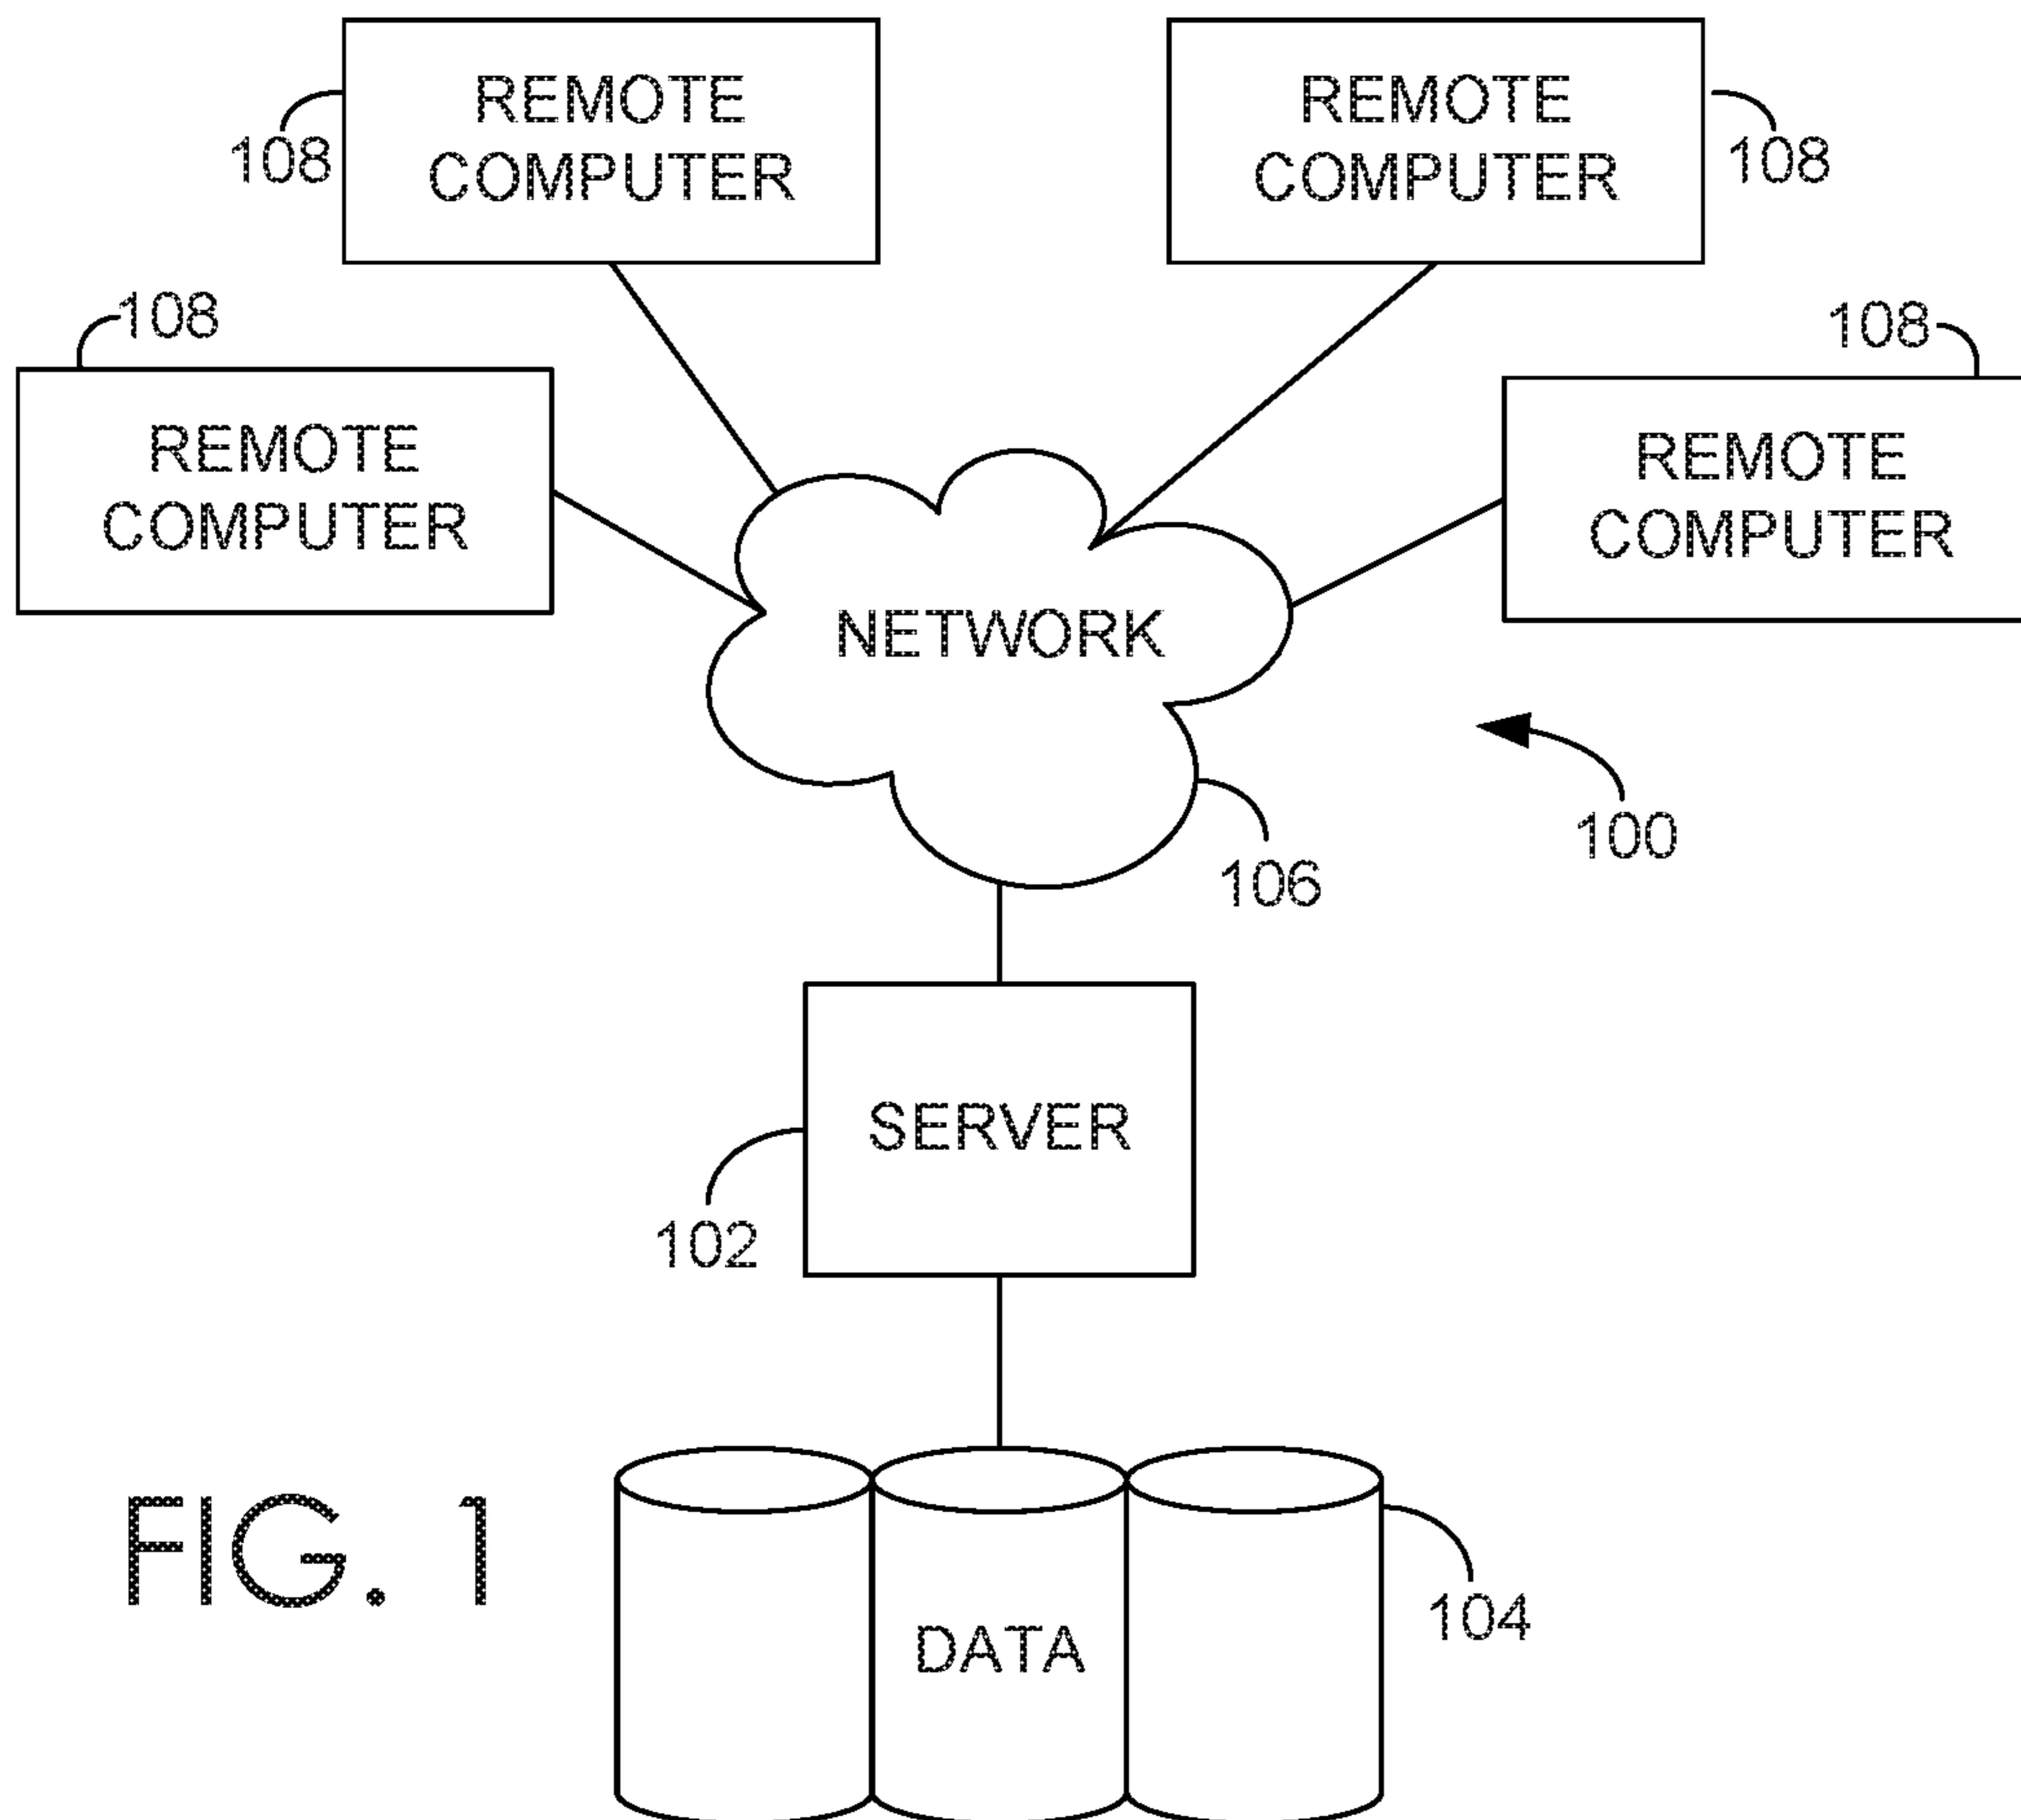 REMOTE
COMPUTER
108
REMOTE
COMPUTER
108
108
REMOTE
COMPUTER
108
REMOTE
COMPUTER
NETWORK
100
106
SERVER
102
FIG. 1
DATA
104